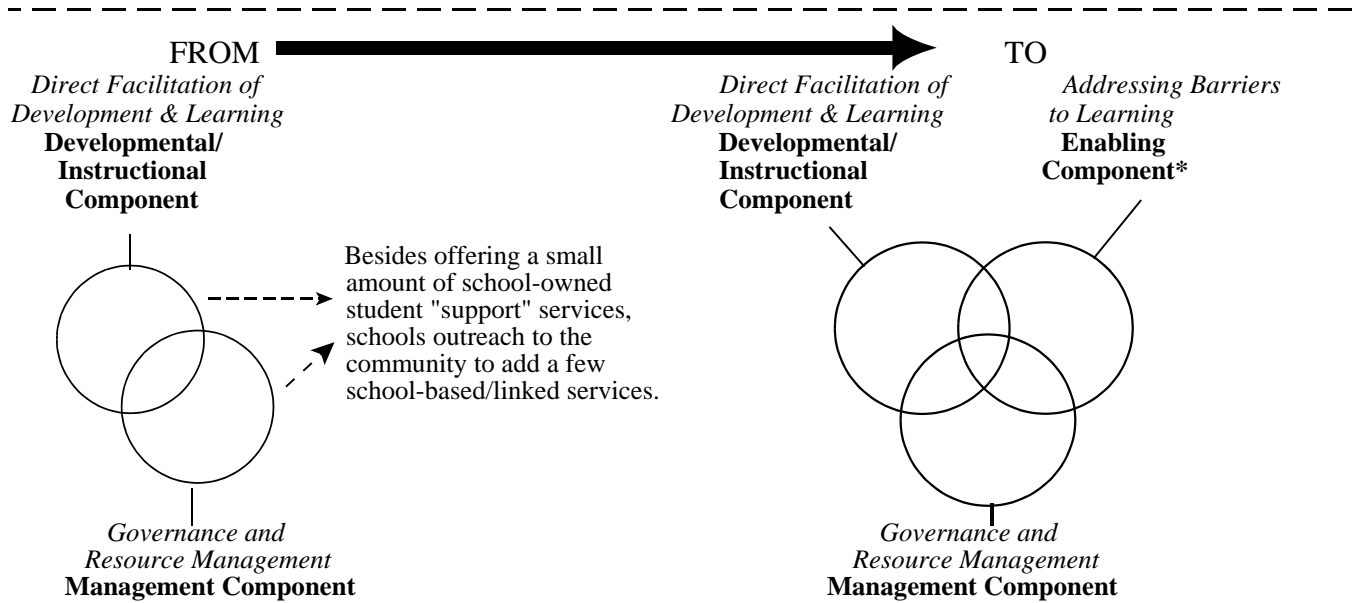 FROM
TO
Direct Facilitation of
Development & Learning
Developmental/
Instructional
Component
Besides offering a small
amount of school-owned
student "support" services,
schools outreach to the
community to add a few
school-based/linked services.
Governance and
Resource Management
Management Component
Direct Facilitation of
Development & Learning
Developmental/
Instructional
Component
Addressing Barriers
to Learning
Enabling
Component*
Governance and
Resource Management
Management Component